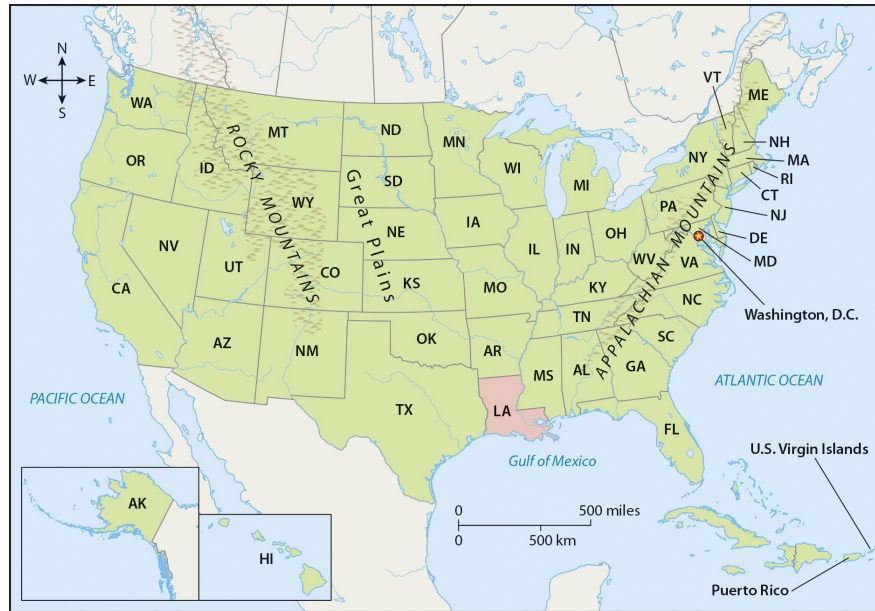 N
W
E
S
WA
OR
CA
NV
ID
MT
WY
UT
CO
AZ
NM
ND
SD
NE
KS
OK
TX
MN
IA
MO
AR
LA
WI
IL
MI
IN
OH
KY
TN
MS
AL
GA
FL
SC
NC
VA
WV
PA
NY
VT
ME
NH
MA
RI
CT
NJ
DE
MD
Washington, D.C.
ROCKY MOUNTAINS
Great Plains
APPALACHIAN MOUNTAINS
PACIFIC OCEAN
ATLANTIC OCEAN
Gulf of Mexico
U.S. Virgin Islands
Puerto Rico
AK
HI
0 500 miles
0 500 km